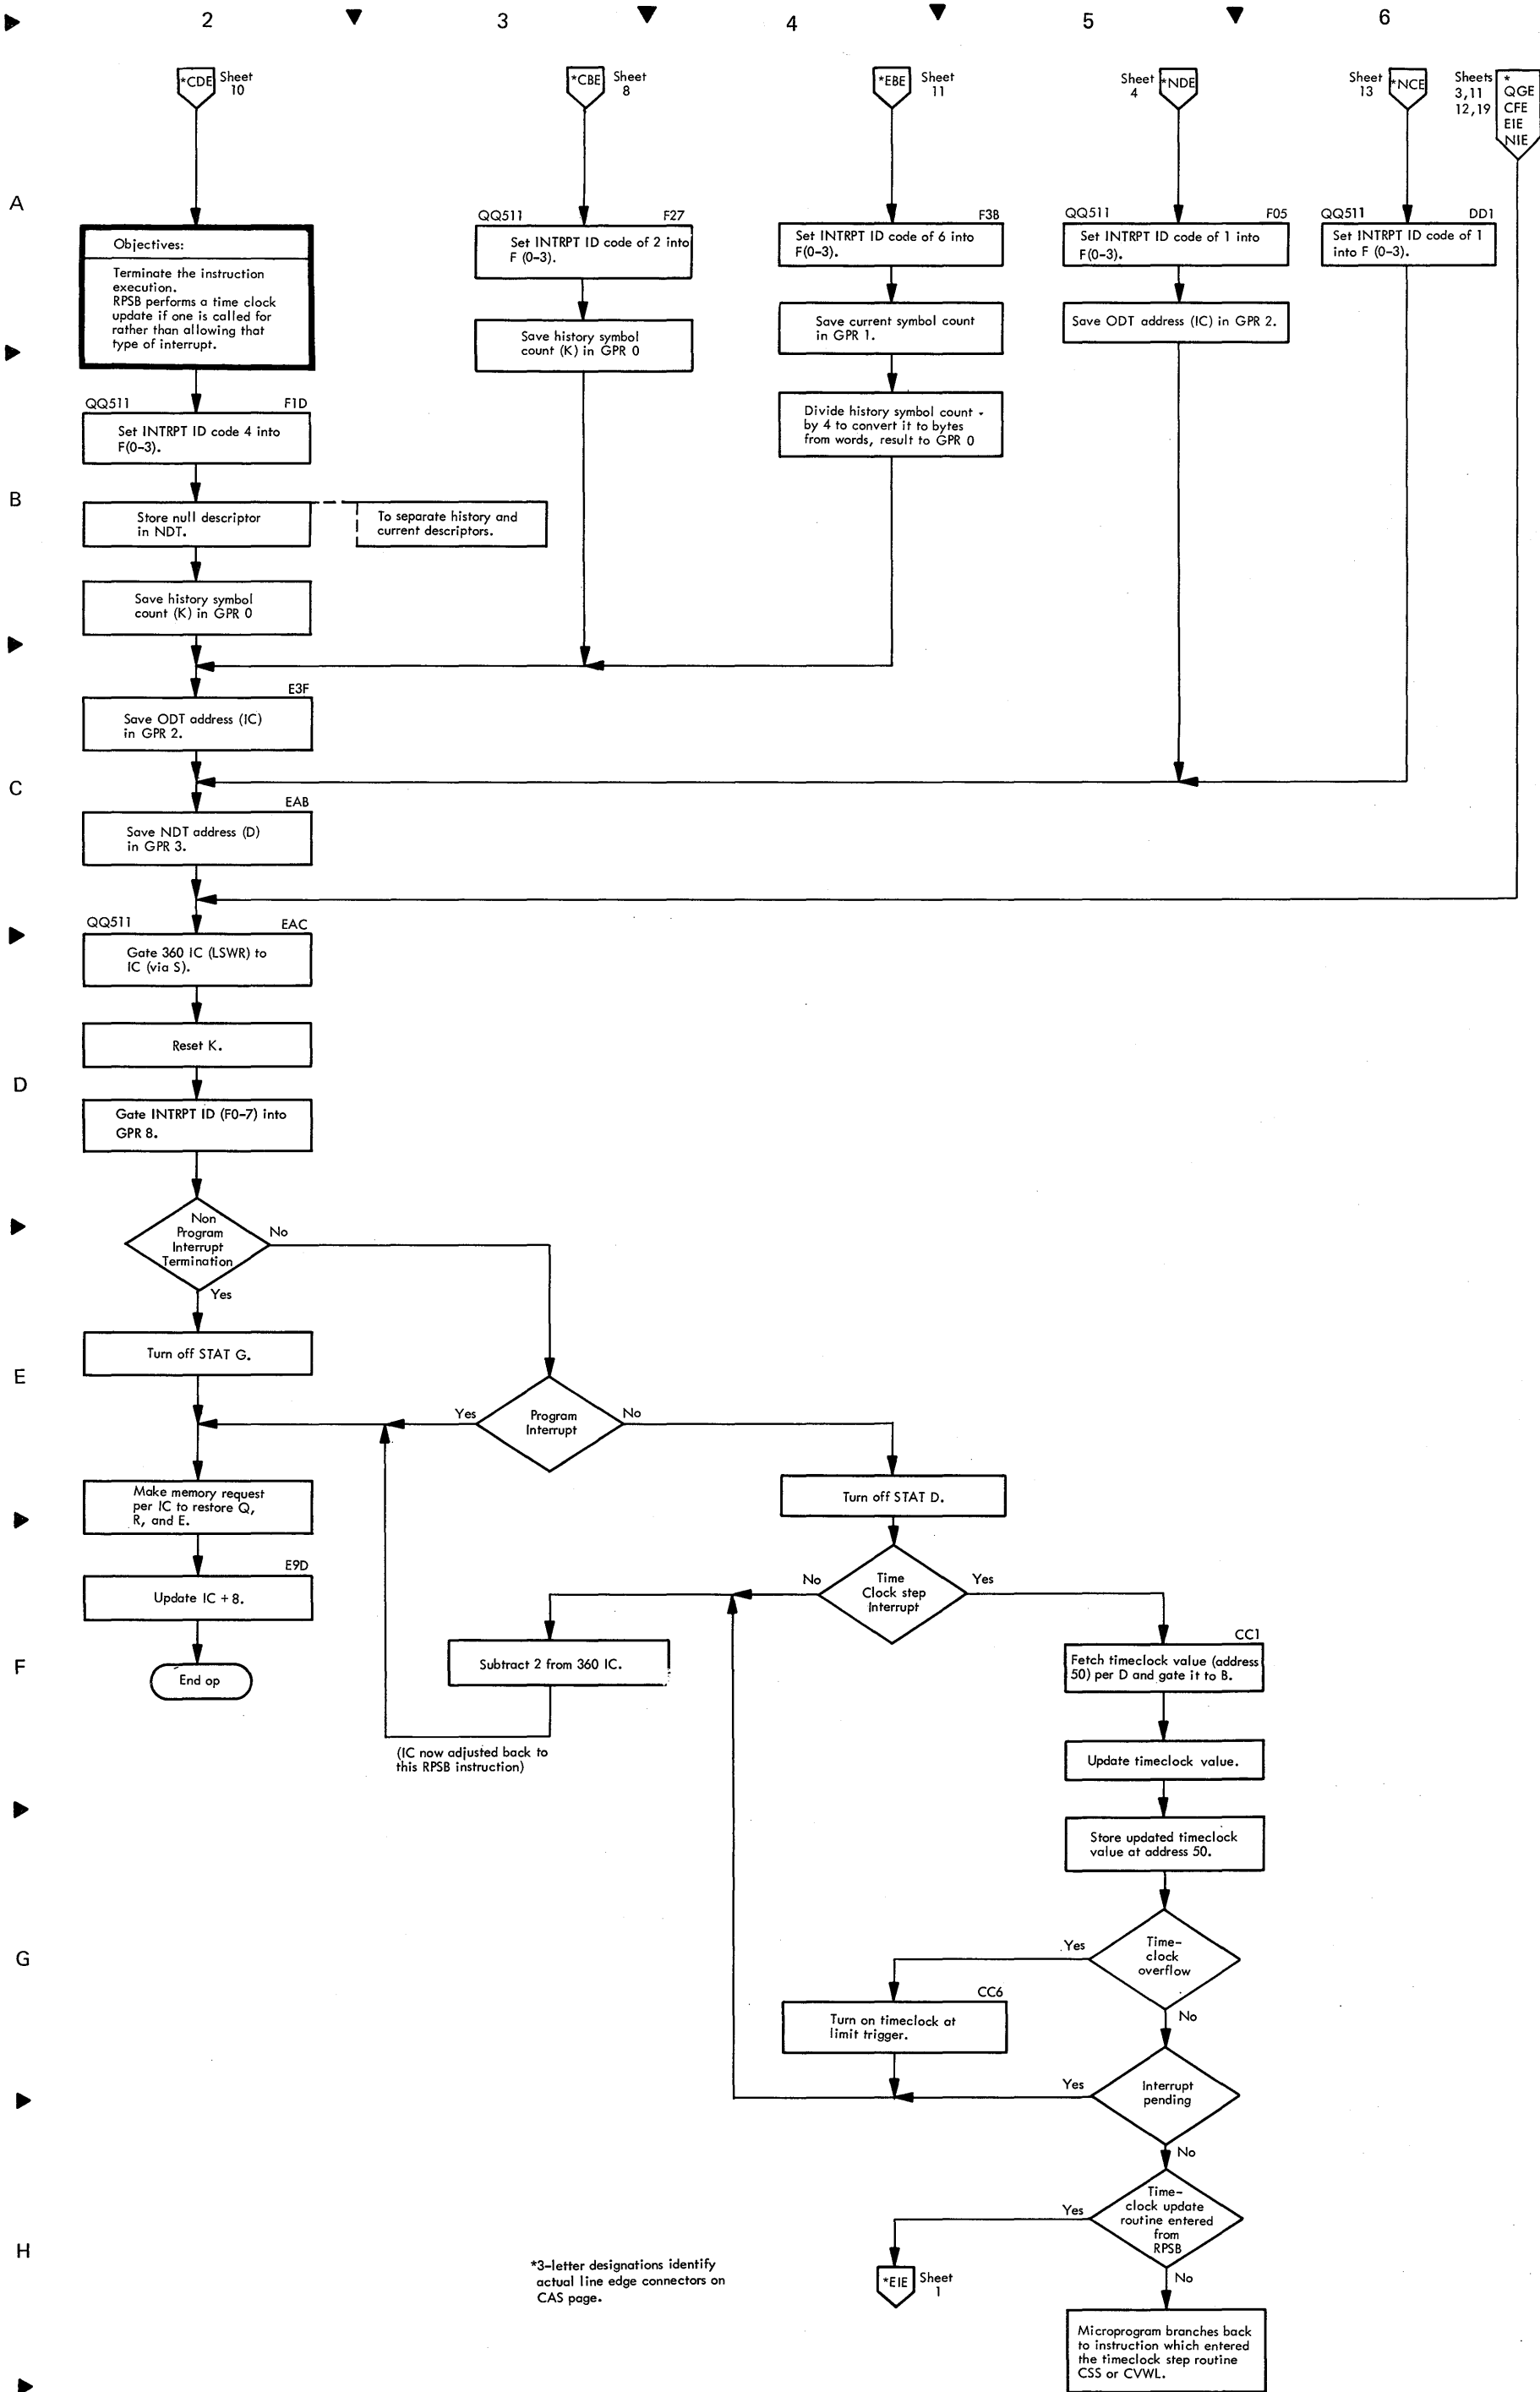 2 3 4 5 6
*CDE Sheet 10
*CBE Sheet 8
*EBE Sheet 11
Sheet 4 *NDE
Sheet 13 *NCE
Sheets 3,11 12,19
*
QGE
CFE
EIE
NIE
A
Objectives:
Terminate the instruction
execution.
RPSB performs a time clock
update if one is called for
rather than allowing that
type of interrupt.
QQ511 F27
Set INTRPT ID code of 2 into
F (0-3).
Save history symbol
count (K) in GPR 0
F3B
Set INTRPT ID code of 6 into
F(0-3).
Save current symbol count
in GPR 1.
Divide history symbol count -
by 4 to convert it to bytes
from words, result to GPR 0
QQ511 F05
Set INTRPT ID code of 1 into
F(0-3).
Save ODT address (IC) in GPR 2.
QQ511 DD1
Set INTRPT ID code of 1
into F (0-3).
QQ511 F1D
Set INTRPT ID code 4 into
F(0-3).
B
Store null descriptor
in NDT.
To separate history and
current descriptors.
Save history symbol
count (K) in GPR 0
E3F
Save ODT address (IC)
in GPR 2.
C
EAB
Save NDT address (D)
in GPR 3.
QQ511 EAC
Gate 360 IC (LSWR) to
IC (via S).
Reset K.
D
Gate INTRPT ID (F0-7) into
GPR 8.
Non
Program
Interrupt
Termination
No
Yes
Turn off STAT G.
E
Yes
Program
Interrupt
No
Make memory request
per IC to restore Q,
R, and E.
Turn off STAT D.
E9D
Update IC + 8.
No
Time
Clock step
Interrupt
Yes
F
End op
Subtract 2 from 360 IC.
(IC now adjusted back to
this RPSB instruction)
CC1
Fetch timeclock value (address
50) per D and gate it to B.
Update timeclock value.
Store updated timeclock
value at address 50.
G
Yes
Time-
clock
overflow
No
CC6
Turn on timeclock at
limit trigger.
Yes
Interrupt
pending
No
H
Yes
Time-
clock update
routine entered
from
RPSB
No
*EIE Sheet 1
*3-letter designations identify
actual line edge connectors on
CAS page.
Microprogram branches back
to instruction which entered
the timeclock step routine
CSS or CVWL.